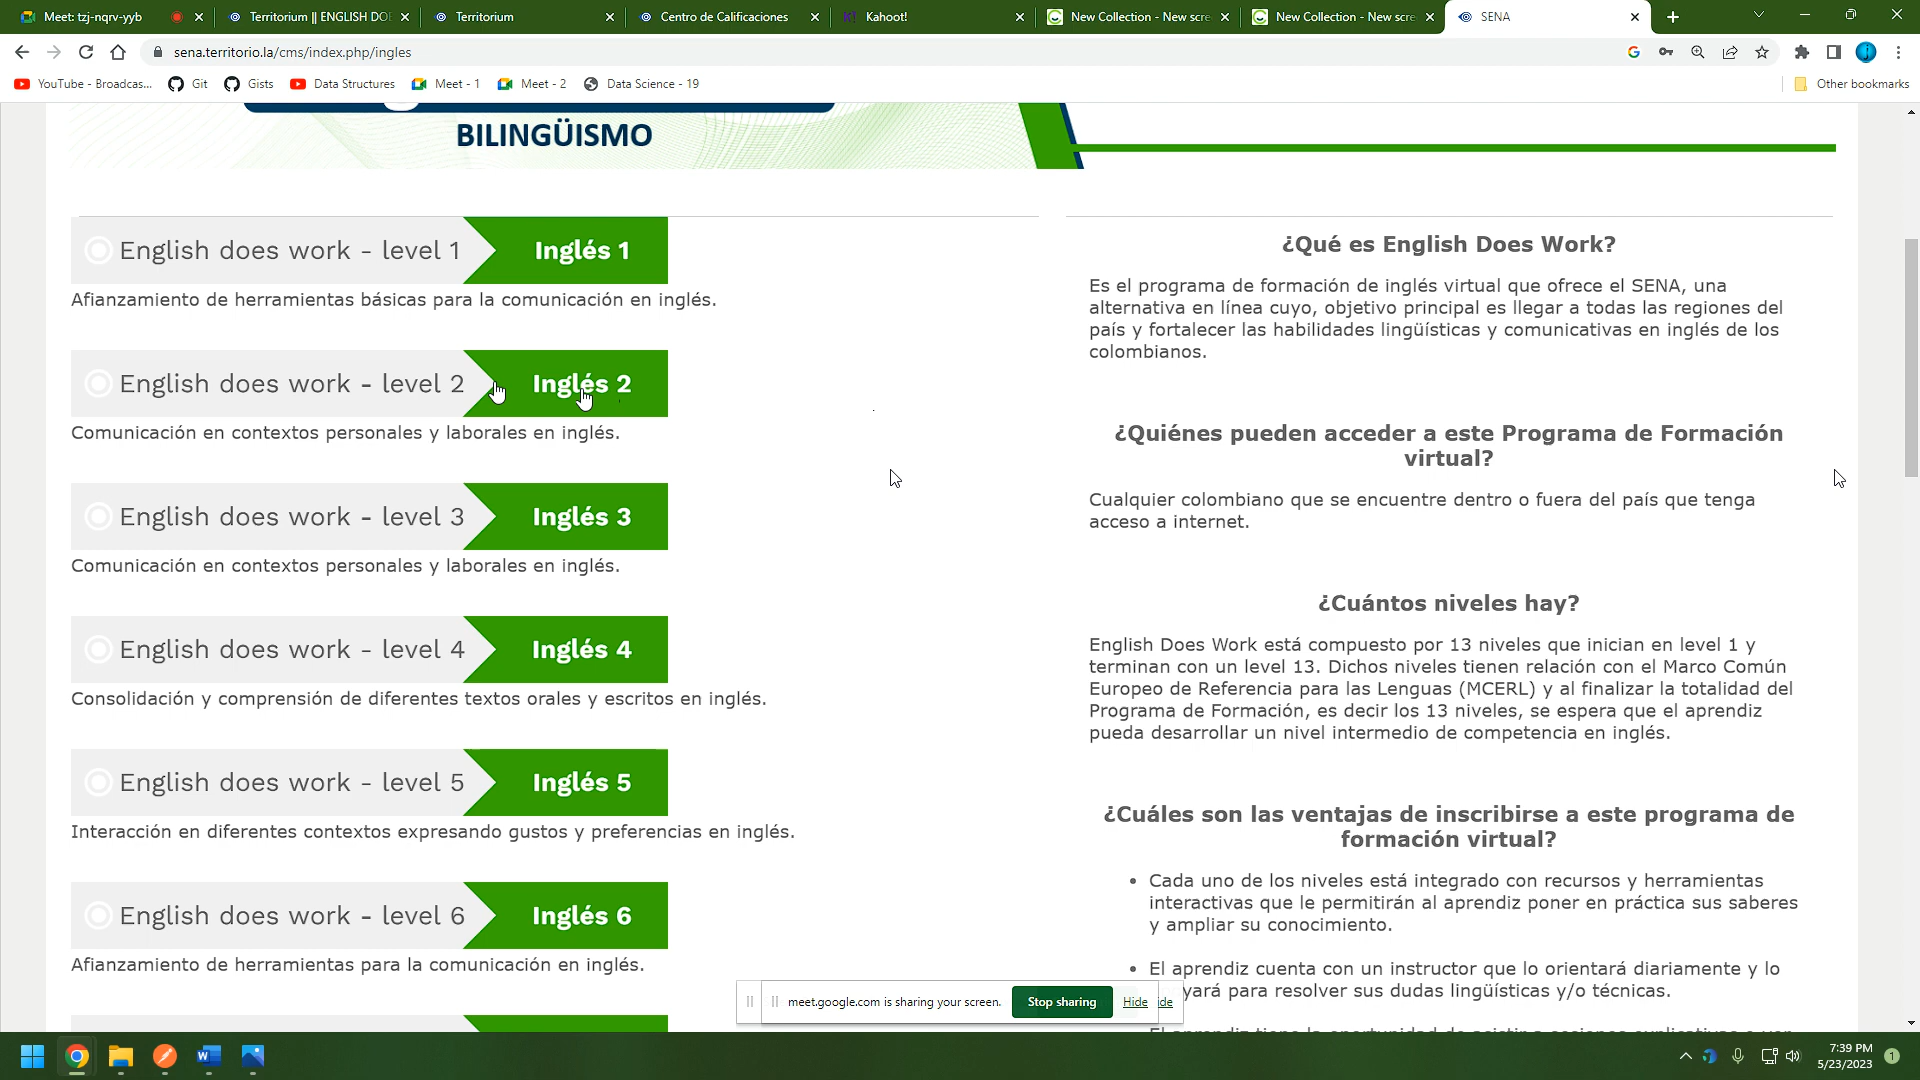 Meet: tzj-nqrv-yyb
Territorium || ENGLISH DO
Territorium
Centro de Calificaciones
Kahoot!
New Collection - New scre
New Collection - New scre
SENA
sena.territorio.la/cms/index.php/ingles
YouTube - Broadcas...
Git
Gists
Data Structures
Meet - 1
Meet - 2
Data Science - 19
Other bookmarks
BILINGÜISMO
English does work - level 1
Inglés 1
Afianzamiento de herramientas básicas para la comunicación en inglés.
English does work - level 2
Inglés 2
Comunicación en contextos personales y laborales en inglés.
English does work - level 3
Inglés 3
Comunicación en contextos personales y laborales en inglés.
English does work - level 4
Inglés 4
Consolidación y comprensión de diferentes textos orales y escritos en inglés.
English does work - level 5
Inglés 5
Interacción en diferentes contextos expresando gustos y preferencias en inglés.
English does work - level 6
Inglés 6
Afianzamiento de herramientas para la comunicación en inglés.
¿Qué es English Does Work?
Es el programa de formación de inglés virtual que ofrece el SENA, una
alternativa en línea cuyo, objetivo principal es llegar a todas las regiones del
país y fortalecer las habilidades lingüísticas y comunicativas en inglés de los
colombianos.
¿Quiénes pueden acceder a este Programa de Formación
virtual?
Cualquier colombiano que se encuentre dentro o fuera del país que tenga
acceso a internet.
¿Cuántos niveles hay?
English Does Work está compuesto por 13 niveles que inician en level 1 y
terminan con un level 13. Dichos niveles tienen relación con el Marco Común
Europeo de Referencia para las Lenguas (MCERL) y al finalizar la totalidad del
Programa de Formación, es decir los 13 niveles, se espera que el aprendiz
pueda desarrollar un nivel intermedio de competencia en inglés.
¿Cuáles son las ventajas de inscribirse a este programa de
formación virtual?
• Cada uno de los niveles está integrado con recursos y herramientas
interactivas que le permitirán al aprendiz poner en práctica sus saberes
y ampliar su conocimiento.
• El aprendiz cuenta con un instructor que lo orientará diariamente y lo
yará para resolver sus dudas lingüísticas y/o técnicas.
meet.google.com is sharing your screen.
Stop sharing
Hide
ide
7:39 PM
5/23/2023
1